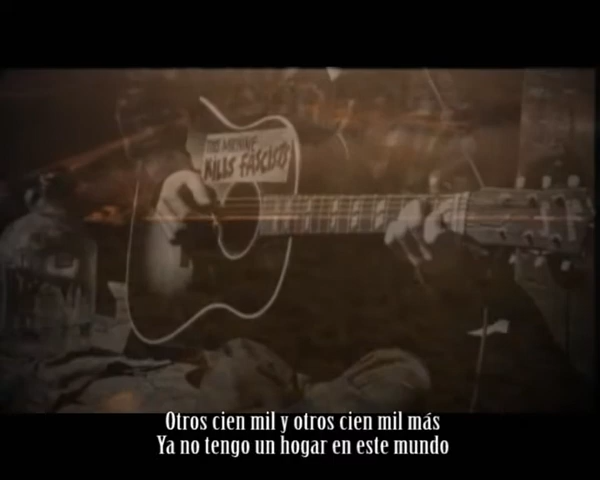 THIS MACHINE
KILLS FASCISTS
Otros cien mil y otros cien mil más
Ya no tengo un hogar en este mundo